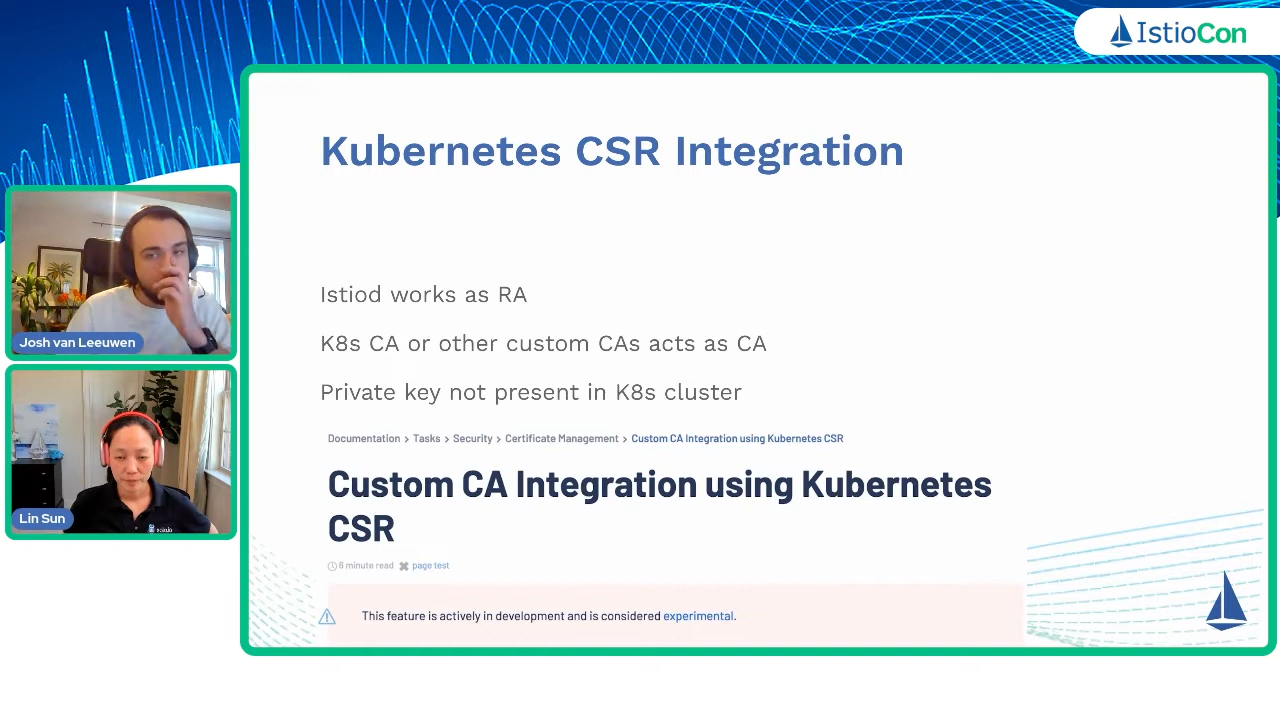 IstioCon
Kubernetes CSR Integration
Istiod works as RA
K8s CA or other custom CAs acts as CA
Private key not present in K8s cluster
Documentation > Tasks > Security > Certificate Management > Custom CA Integration using Kubernetes CSR
Custom CA Integration using Kubernetes
CSR
6 minute read page test
This feature is actively in development and is considered experimental.
Josh van Leeuwen
Lin Sun